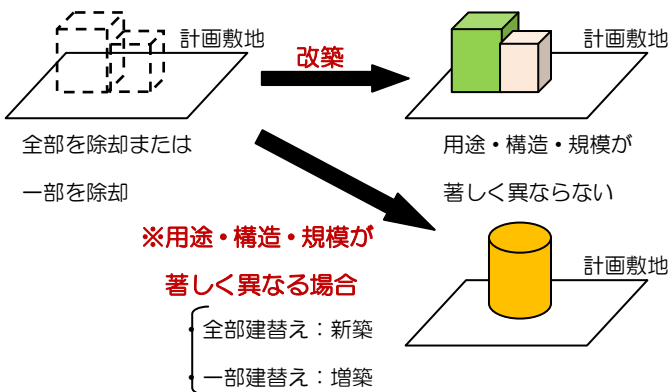 計画敷地
改築
計画敷地
全部を除却または
一部を除却
用途・構造・規模が
著しく異ならない
※用途・構造・規模が
著しく異なる場合
計画敷地
・全部建替え：新築
・一部建替え：増築